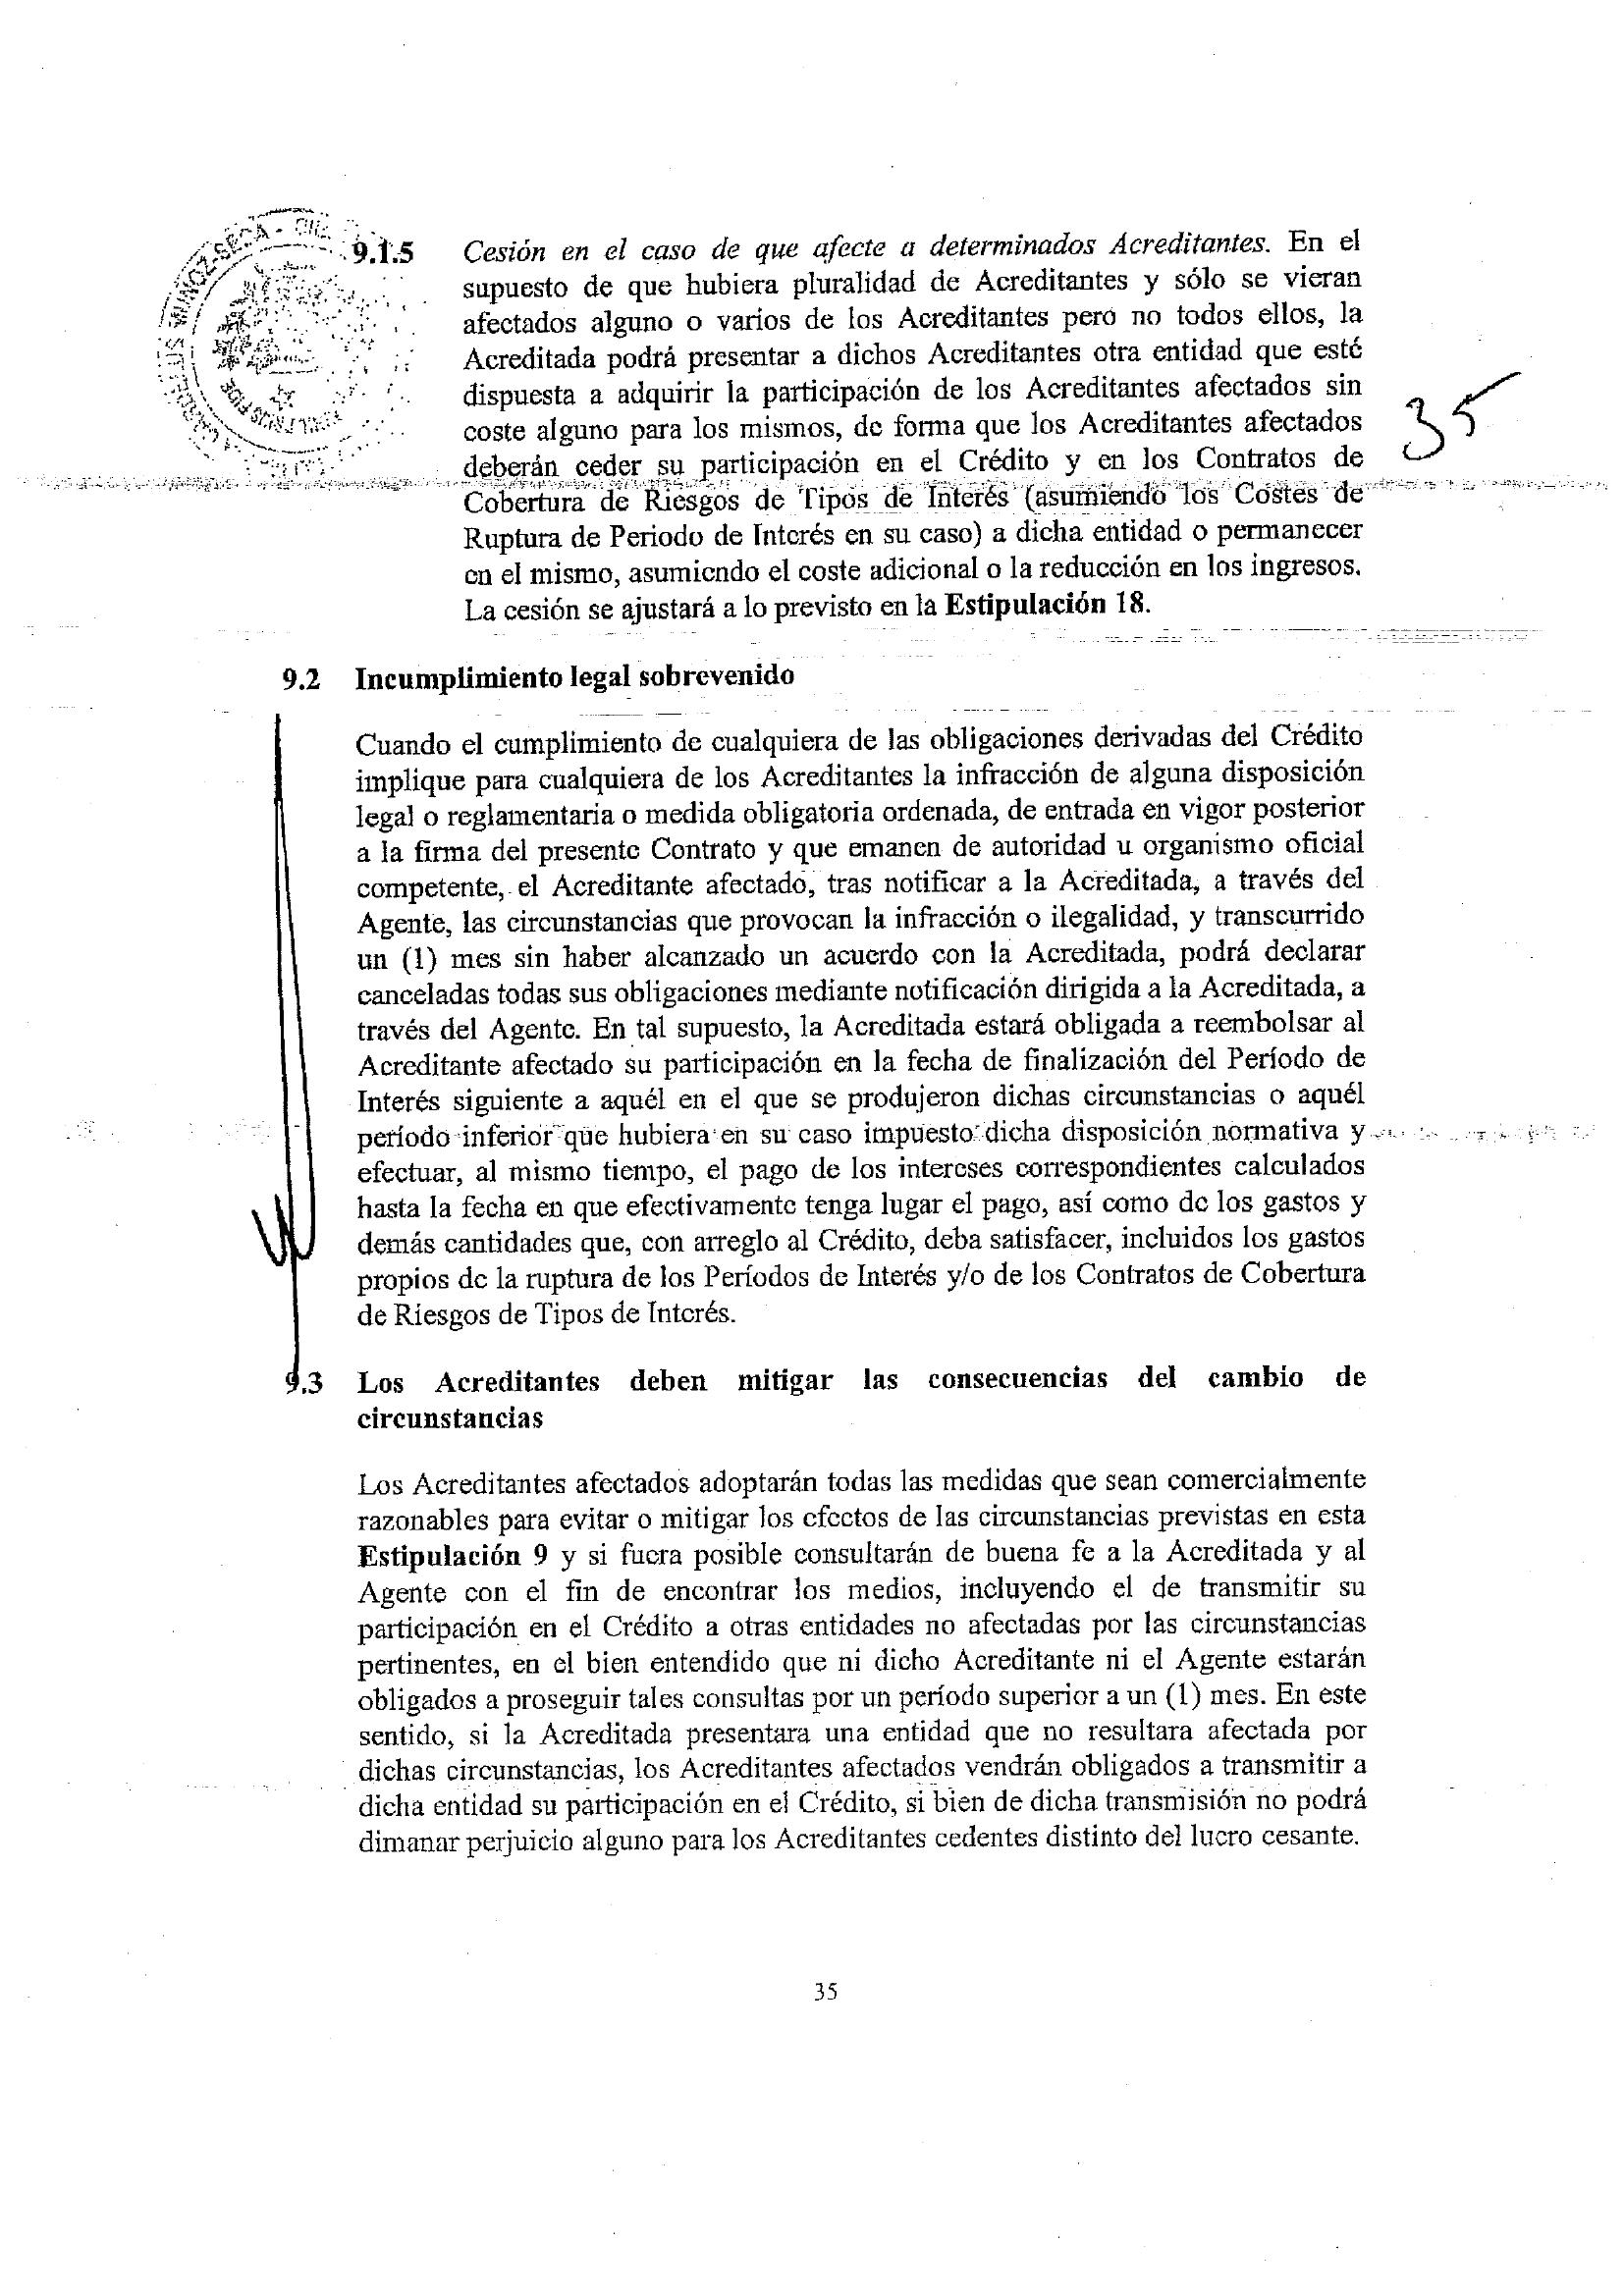 9.1.5 Cesión en el caso de que afecte a determinados Acreditantes. En el
supuesto de que hubiera pluralidad de Acreditantes y sólo se vieran
afectados alguno o varios de los Acreditantes pero no todos ellos, la
Acreditada podrá presentar a dichos Acreditantes otra entidad que esté
dispuesta a adquirir la participación de los Acreditantes afectados sin
coste alguno para los mismos, de forma que los Acreditantes afectados
35
deberán ceder su participación en el Crédito y en los Contratos de
Cobertura de Riesgos de Tipos de Interés (asumiendo los Costes de
Ruptura de Periodo de Interés en su caso) a dicha entidad o permanecer
en el mismo, asumiendo el coste adicional o la reducción en los ingresos.
La cesión se ajustará a lo previsto en la Estipulación 18.
9.2 Incumplimiento legal sobrevenido
Cuando el cumplimiento de cualquiera de las obligaciones derivadas del Crédito
implique para cualquiera de los Acreditantes la infracción de alguna disposición
legal o reglamentaria o medida obligatoria ordenada, de entrada en vigor posterior
a la firma del presente Contrato y que emanen de autoridad u organismo oficial
competente, el Acreditante afectado, tras notificar a la Acreditada, a través del
Agente, las circunstancias que provocan la infracción o ilegalidad, y transcurrido
un (1) mes sin haber alcanzado un acuerdo con la Acreditada, podrá declarar
canceladas todas sus obligaciones mediante notificación dirigida a la Acreditada, a
través del Agente. En tal supuesto, la Acreditada estará obligada a reembolsar al
Acreditante afectado su participación en la fecha de finalización del Período de
Interés siguiente a aquél en el que se produjeron dichas circunstancias o aquél
período inferior que hubiera en su caso impuesto dicha disposición normativa y
efectuar, al mismo tiempo, el pago de los intereses correspondientes calculados
hasta la fecha en que efectivamente tenga lugar el pago, así como de los gastos y
demás cantidades que, con arreglo al Crédito, deba satisfacer, incluidos los gastos
propios de la ruptura de los Períodos de Interés y/o de los Contratos de Cobertura
de Riesgos de Tipos de Interés.
9.3 Los Acreditantes deben mitigar las consecuencias del cambio de
circunstancias
Los Acreditantes afectados adoptarán todas las medidas que sean comercialmente
razonables para evitar o mitigar los efectos de las circunstancias previstas en esta
Estipulación 9 y si fuera posible consultarán de buena fe a la Acreditada y al
Agente con el fin de encontrar los medios, incluyendo el de transmitir su
participación en el Crédito a otras entidades no afectadas por las circunstancias
pertinentes, en el bien entendido que ni dicho Acreditante ni el Agente estarán
obligados a proseguir tales consultas por un período superior a un (1) mes. En este
sentido, si la Acreditada presentara una entidad que no resultara afectada por
dichas circunstancias, los Acreditantes afectados vendrán obligados a transmitir a
dicha entidad su participación en el Crédito, si bien de dicha transmisión no podrá
dimanar perjuicio alguno para los Acreditantes cedentes distinto del lucro cesante.
35